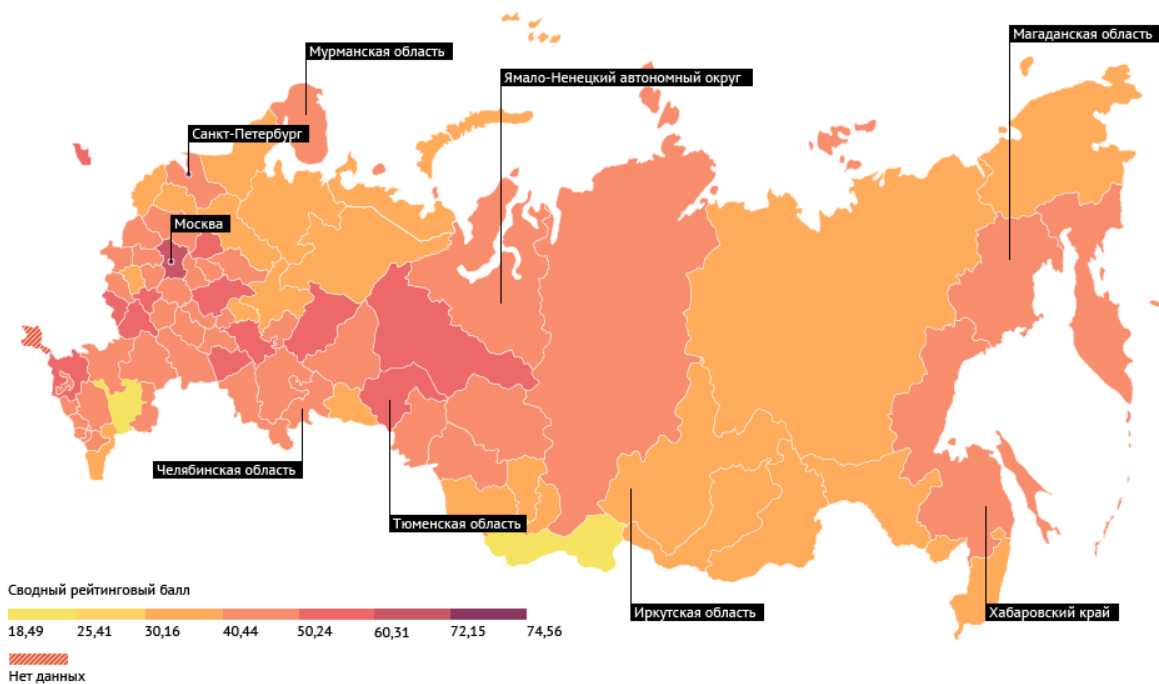 Магаданская область
Мурманская область
Ямало-Ненецкий автономный округ
Санкт-Петербург
Москва
Челябинская область
Тюменская область
Иркутская область
Хабаровский край
Сводный рейтинговый балл
18,49 25,41 30,16 40,44 50,24 60,31 72,15 74,56
Нет данных